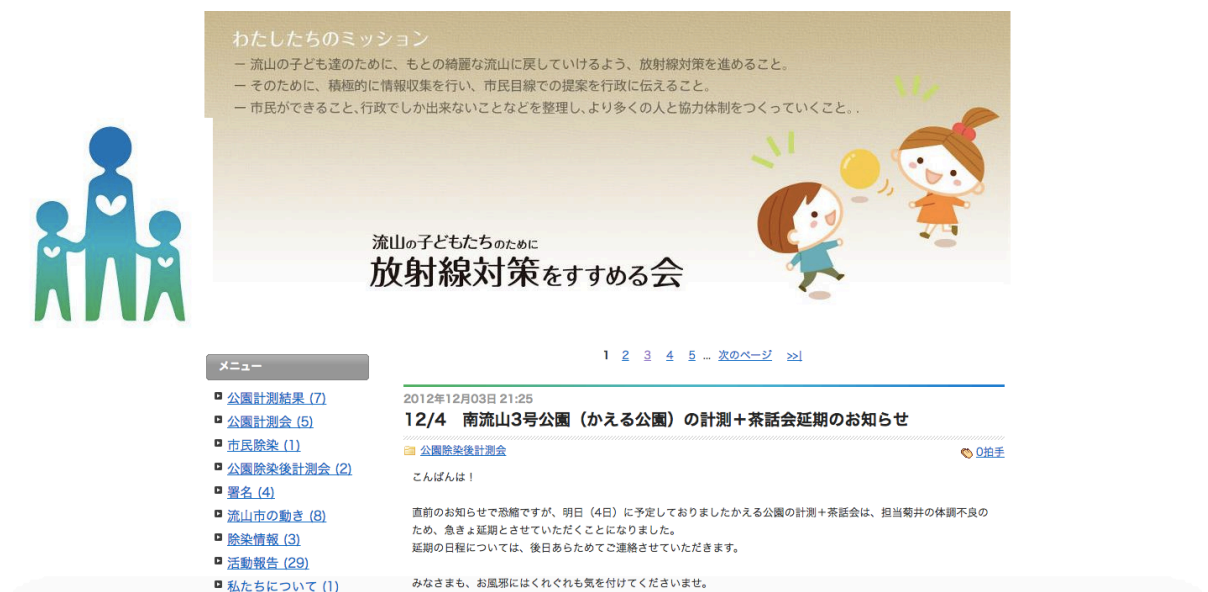 わたしたちのミッション
－ 流山の子ども達のために、もとの綺麗な流山に戻していけるよう、放射線対策を進めること。
－ そのために、積極的に情報収集を行い、市民目線での提案を行政に伝えること。
－ 市民ができること、行政でしか出来ないことなどを整理し、より多くの人と協力体制をつくっていくこと。.
流山の子どもたちのために
放射線対策をすすめる会
1 2 3 4 5 ... 次のページ >>|
メニュー
公園計測結果 (7)
公園計測会 (5)
市民除染 (1)
公園除染後計測会 (2)
署名 (4)
流山市の動き (8)
除染情報 (3)
活動報告 (29)
私たちについて (1)
2012年12月03日 21:25
12/4　南流山3号公園（かえる公園）の計測＋茶話会延期のお知らせ
公園除染後計測会
0拍手
こんばんは！
直前のお知らせで恐縮ですが、明日（4日）に予定しておりましたかえる公園の計測＋茶話会は、担当菊井の体調不良の
ため、急きょ延期とさせていただくことになりました。
延期の日程については、後日あらためてご連絡させていただきます。
みなさまも、お風邪にはくれぐれも気を付けてくださいませ。